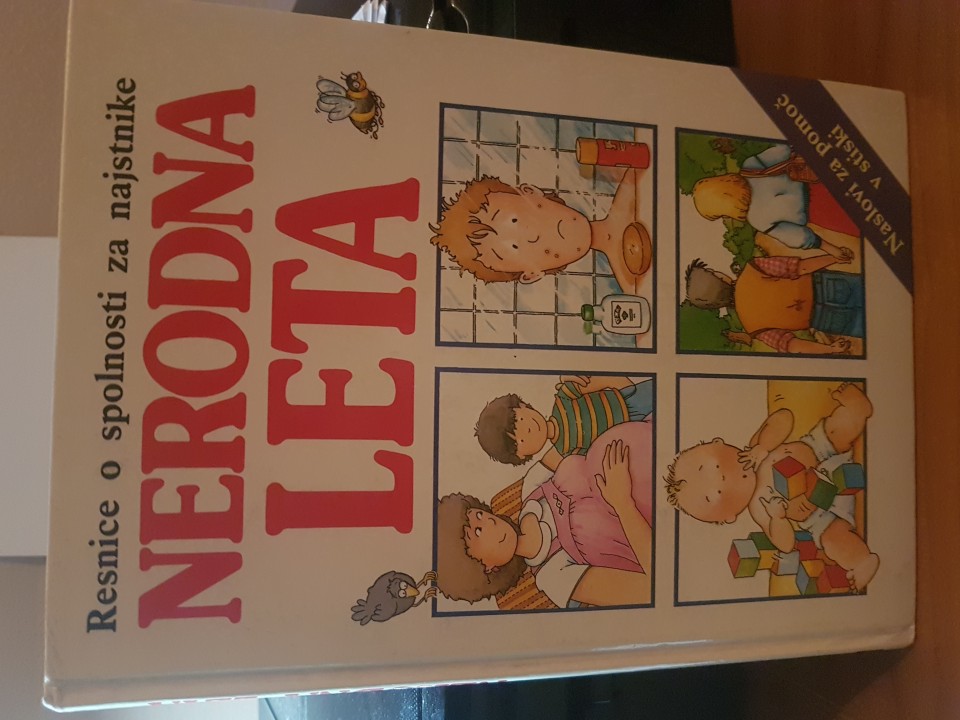 Resnice o spolnosti za najstnike
NERODNA
LETA
Naslovi za pomoč
v stiski